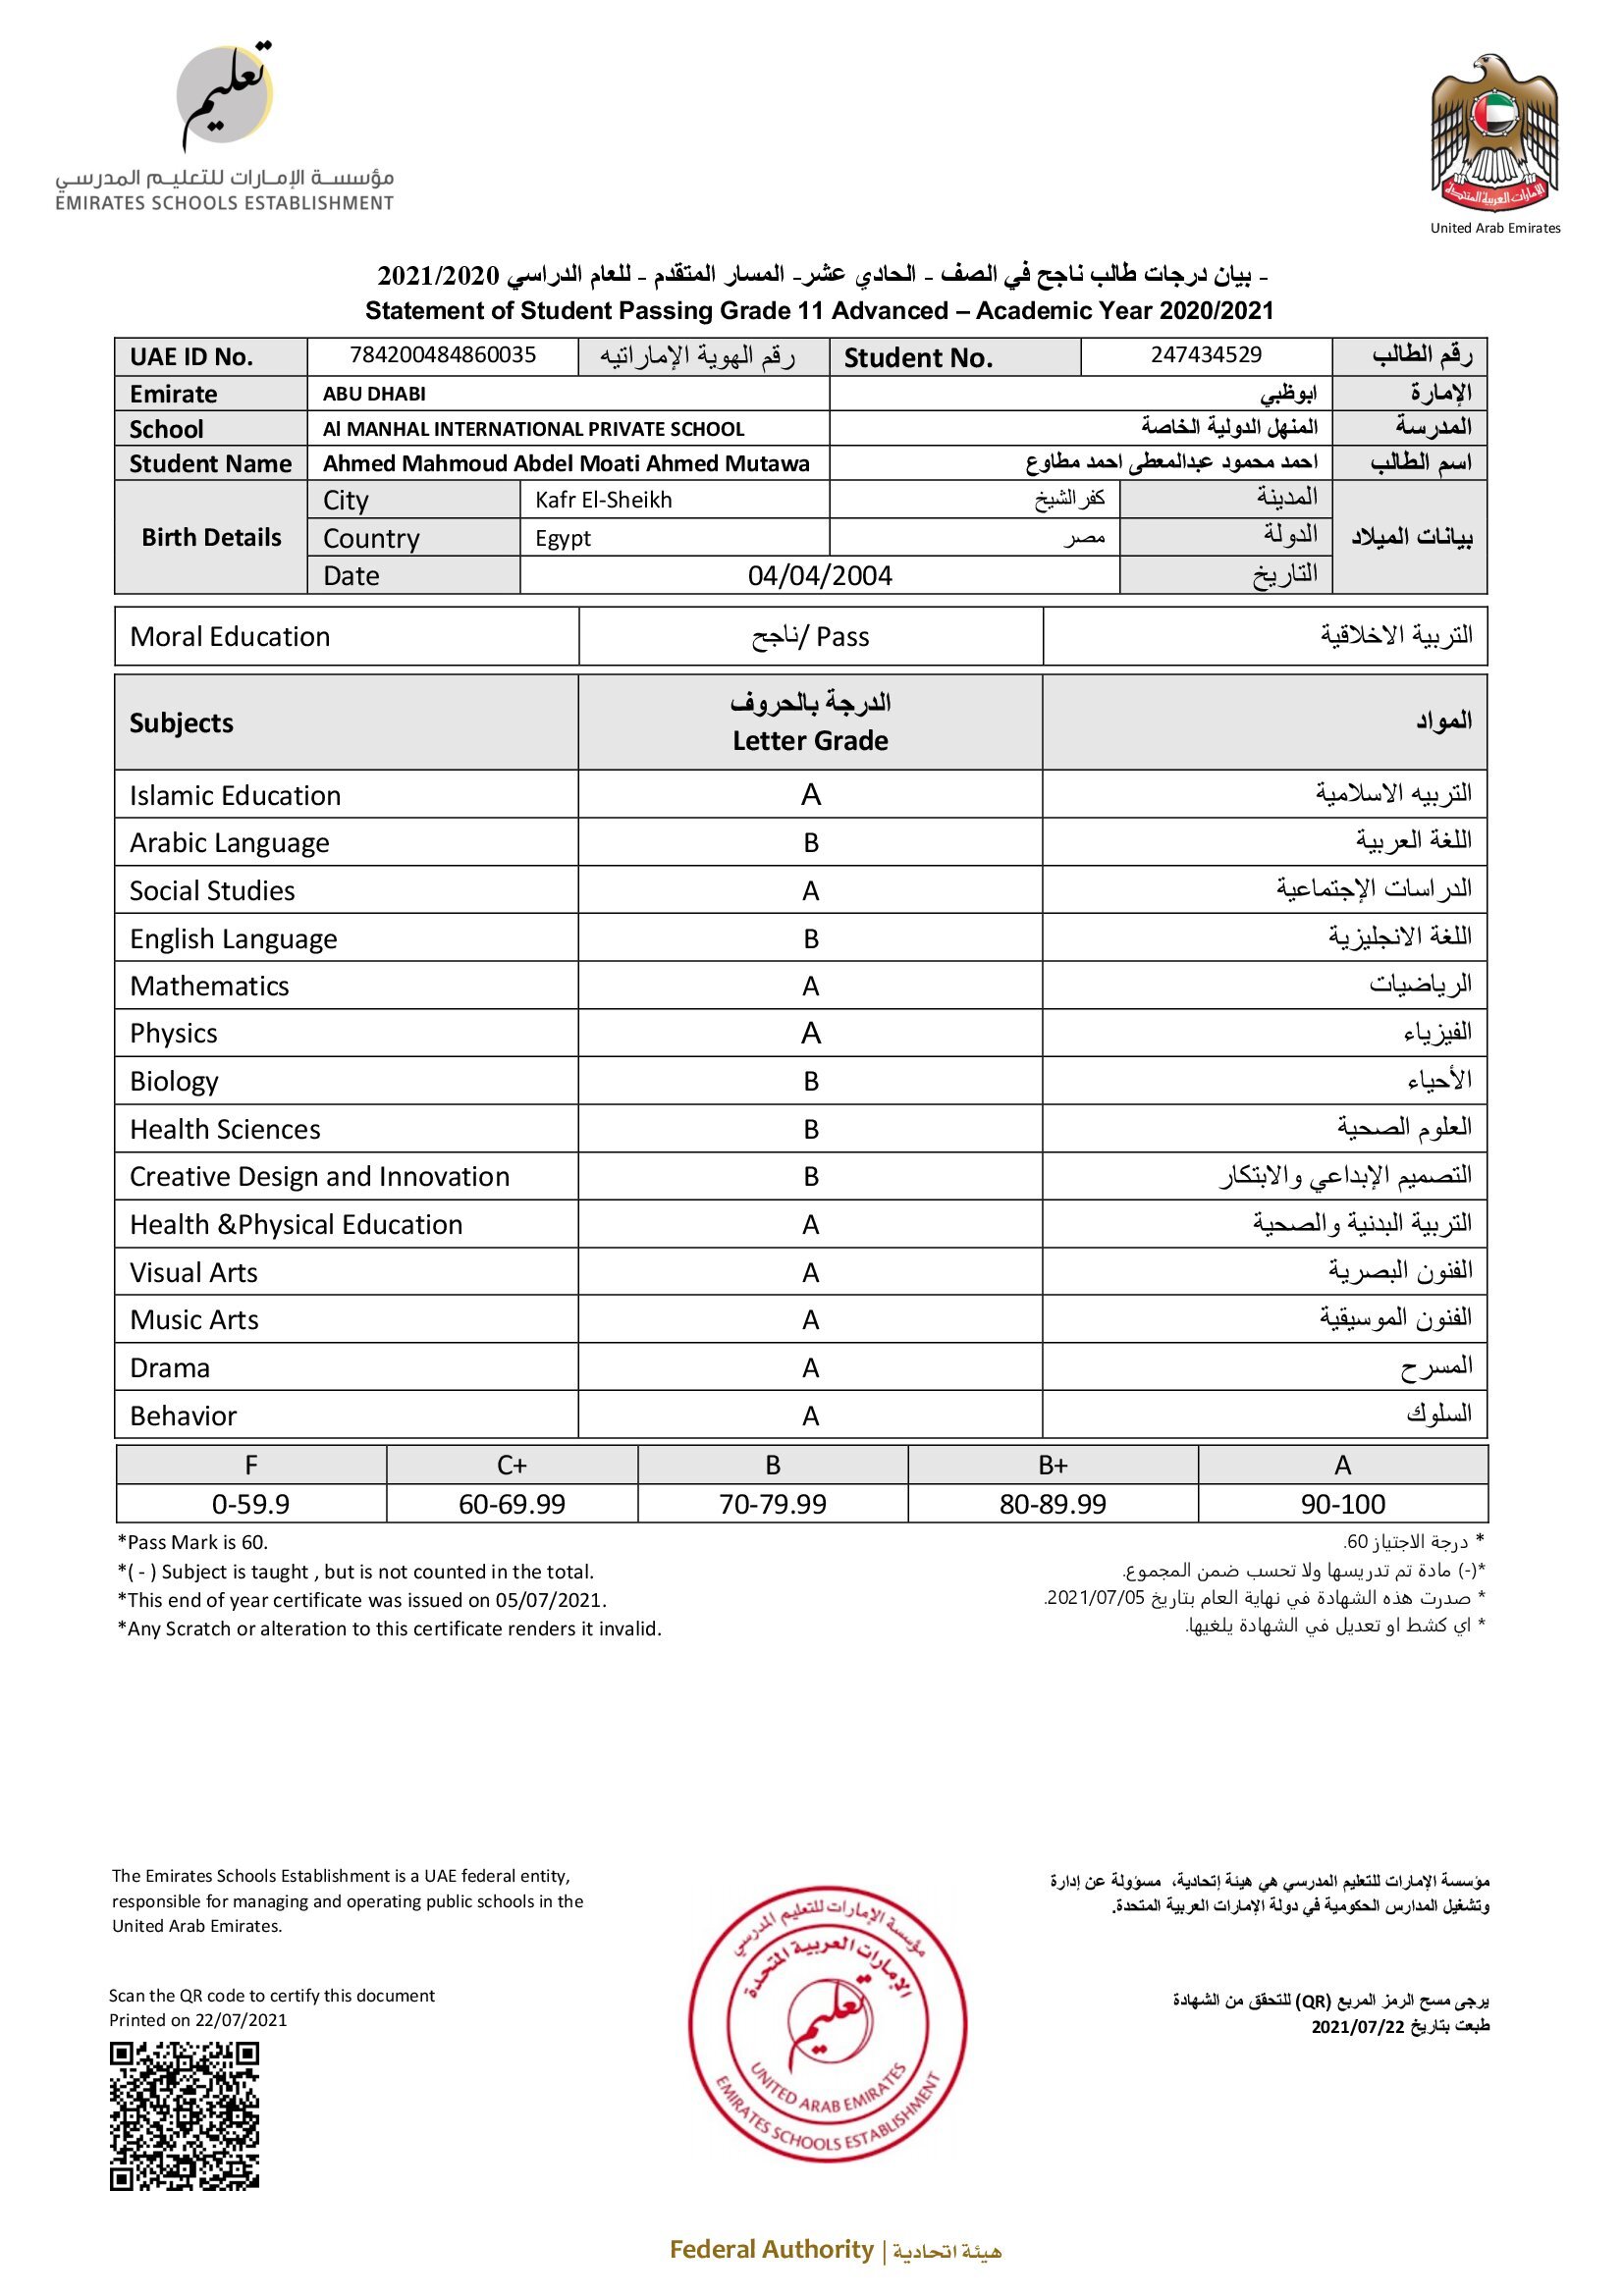 تعليم
مؤسسة الإمارات للتعليم المدرسي
EMIRATES SCHOOLS ESTABLISHMENT
الإمارات العربية المتحدة
United Arab Emirates
- بيان درجات طالب ناجح في الصف - الحادي عشر- المسار المتقدم - للعام الدراسي 2021/2020
Statement of Student Passing Grade 11 Advanced – Academic Year 2020/2021
UAE ID No. 784200484860035 رقم الهوية الإماراتيه Student No. 247434529 رقم الطالب
Emirate ABU DHABI ابوظبي الإمارة
School Al MANHAL INTERNATIONAL PRIVATE SCHOOL المنهل الدولية الخاصة المدرسة
Student Name Ahmed Mahmoud Abdel Moati Ahmed Mutawa احمد محمود عبدالمعطى احمد مطاوع اسم الطالب
Birth Details City Kafr El-Sheikh كفر الشيخ المدينة بيانات الميلاد
Country Egypt مصر الدولة
Date 04/04/2004 التاريخ
Moral Education ناجح/ Pass التربية الاخلاقية
Subjects الدرجة بالحروف المواد
Letter Grade
Islamic Education A التربيه الاسلامية
Arabic Language B اللغة العربية
Social Studies A الدراسات الإجتماعية
English Language B اللغة الانجليزية
Mathematics A الرياضيات
Physics A الفيزياء
Biology B الأحياء
Health Sciences B العلوم الصحية
Creative Design and Innovation B التصميم الإبداعي والابتكار
Health &Physical Education A التربية البدنية والصحية
Visual Arts A الفنون البصرية
Music Arts A الفنون الموسيقية
Drama A المسرح
Behavior A السلوك
F C+ B B+ A
0-59.9 60-69.99 70-79.99 80-89.99 90-100
*Pass Mark is 60. * درجة الاجتياز 60.
*( - ) Subject is taught , but is not counted in the total. *(-) مادة تم تدريسها ولا تحسب ضمن المجموع.
*This end of year certificate was issued on 05/07/2021. * صدرت هذه الشهادة في نهاية العام بتاريخ 2021/07/05.
*Any Scratch or alteration to this certificate renders it invalid. * اي كشط او تعديل في الشهادة يلغيها.
The Emirates Schools Establishment is a UAE federal entity,
responsible for managing and operating public schools in the
United Arab Emirates.
مؤسسة الإمارات للتعليم المدرسي هي هيئة إتحادية، مسؤولة عن إدارة
وتشغيل المدارس الحكومية في دولة الإمارات العربية المتحدة.
مؤسسة الإمارات للتعليم المدرسي
الإمارات العربية المتحدة
تعليم
UNITED ARAB EMIRATES
EMIRATES SCHOOLS ESTABLISHMENT
Scan the QR code to certify this document
Printed on 22/07/2021
يرجى مسح الرمز المربع (QR) للتحقق من الشهادة
طبعت بتاريخ 2021/07/22
Federal Authority | هيئة اتحادية